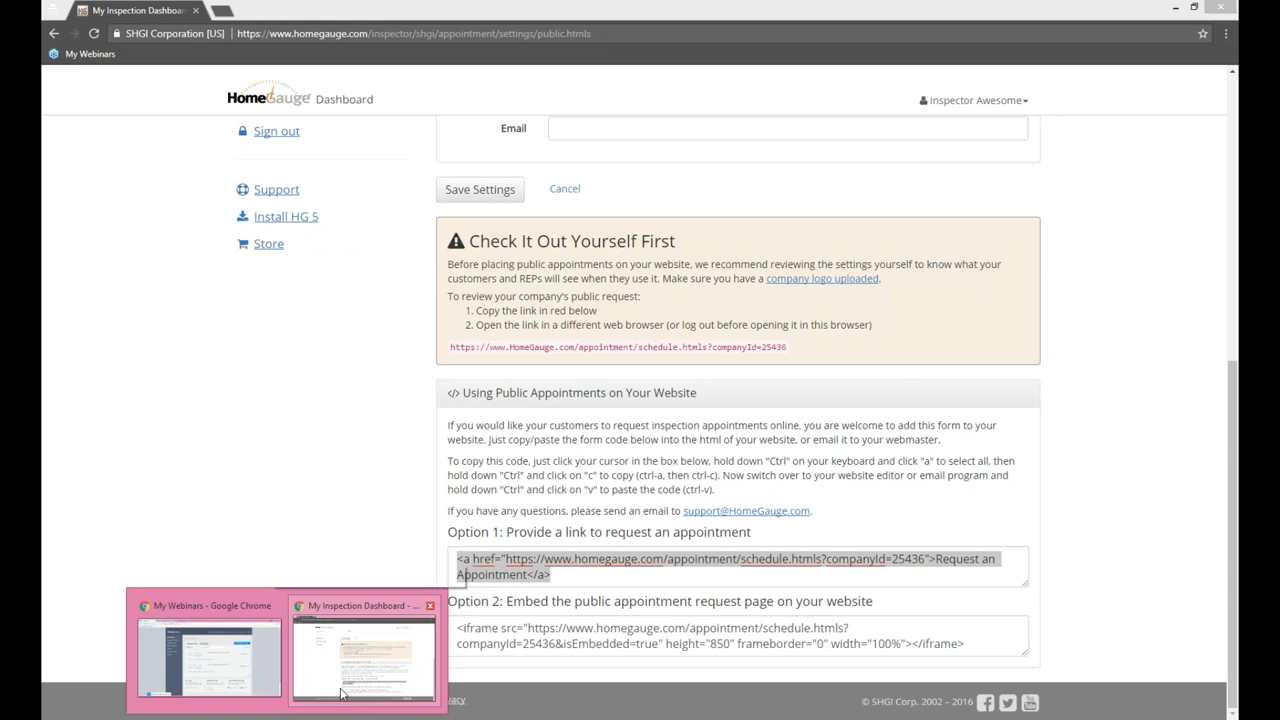 My Inspection Dashboar
SHGI Corporation [US] https://www.homegauge.com/inspector/shgi/appointment/settings/public.htmls
My Webinars
HomeGauge Dashboard
Inspector Awesome
Sign out
Email
Support
Save Settings Cancel
Install HG 5
Store
Check It Out Yourself First
Before placing public appointments on your website, we recommend reviewing the settings yourself to know what your
customers and REPs will see when they use it. Make sure you have a company logo uploaded.
To review your company's public request:
1. Copy the link in red below
2. Open the link in a different web browser (or log out before opening it in this browser)
https://www.HomeGauge.com/appointment/schedule.htmls?companyId=25436
</> Using Public Appointments on Your Website
If you would like your customers to request inspection appointments online, you are welcome to add this form to your
website. Just copy/paste the form code below into the html of your website, or email it to your webmaster.
To copy this code, just click your cursor in the box below, hold down "Ctrl" on your keyboard and click "a" to select all, then
hold down "Ctrl" and click on "c" to copy (ctrl-a, then ctrl-c). Now switch over to your website editor or email program and
hold down "Ctrl" and click on "v" to paste the code (ctrl-v).
If you have any questions, please send an email to support@HomeGauge.com.
Option 1: Provide a link to request an appointment
<a href="https://www.homegauge.com/appointment/schedule.htmls?companyId=25436">Request an
Appointment</a>
Option 2: Embed the public appointment request page on your website
<iframe src="https://www.homegauge.com/appointment/schedule.htmls?
companyId=25436&isEmbedded=true" height="850" frameborder="0" width="100%"></iframe>
My Webinars - Google Chrome
My Inspection Dashboard - ...
vacy
© SHGI Corp. 2002 – 2016